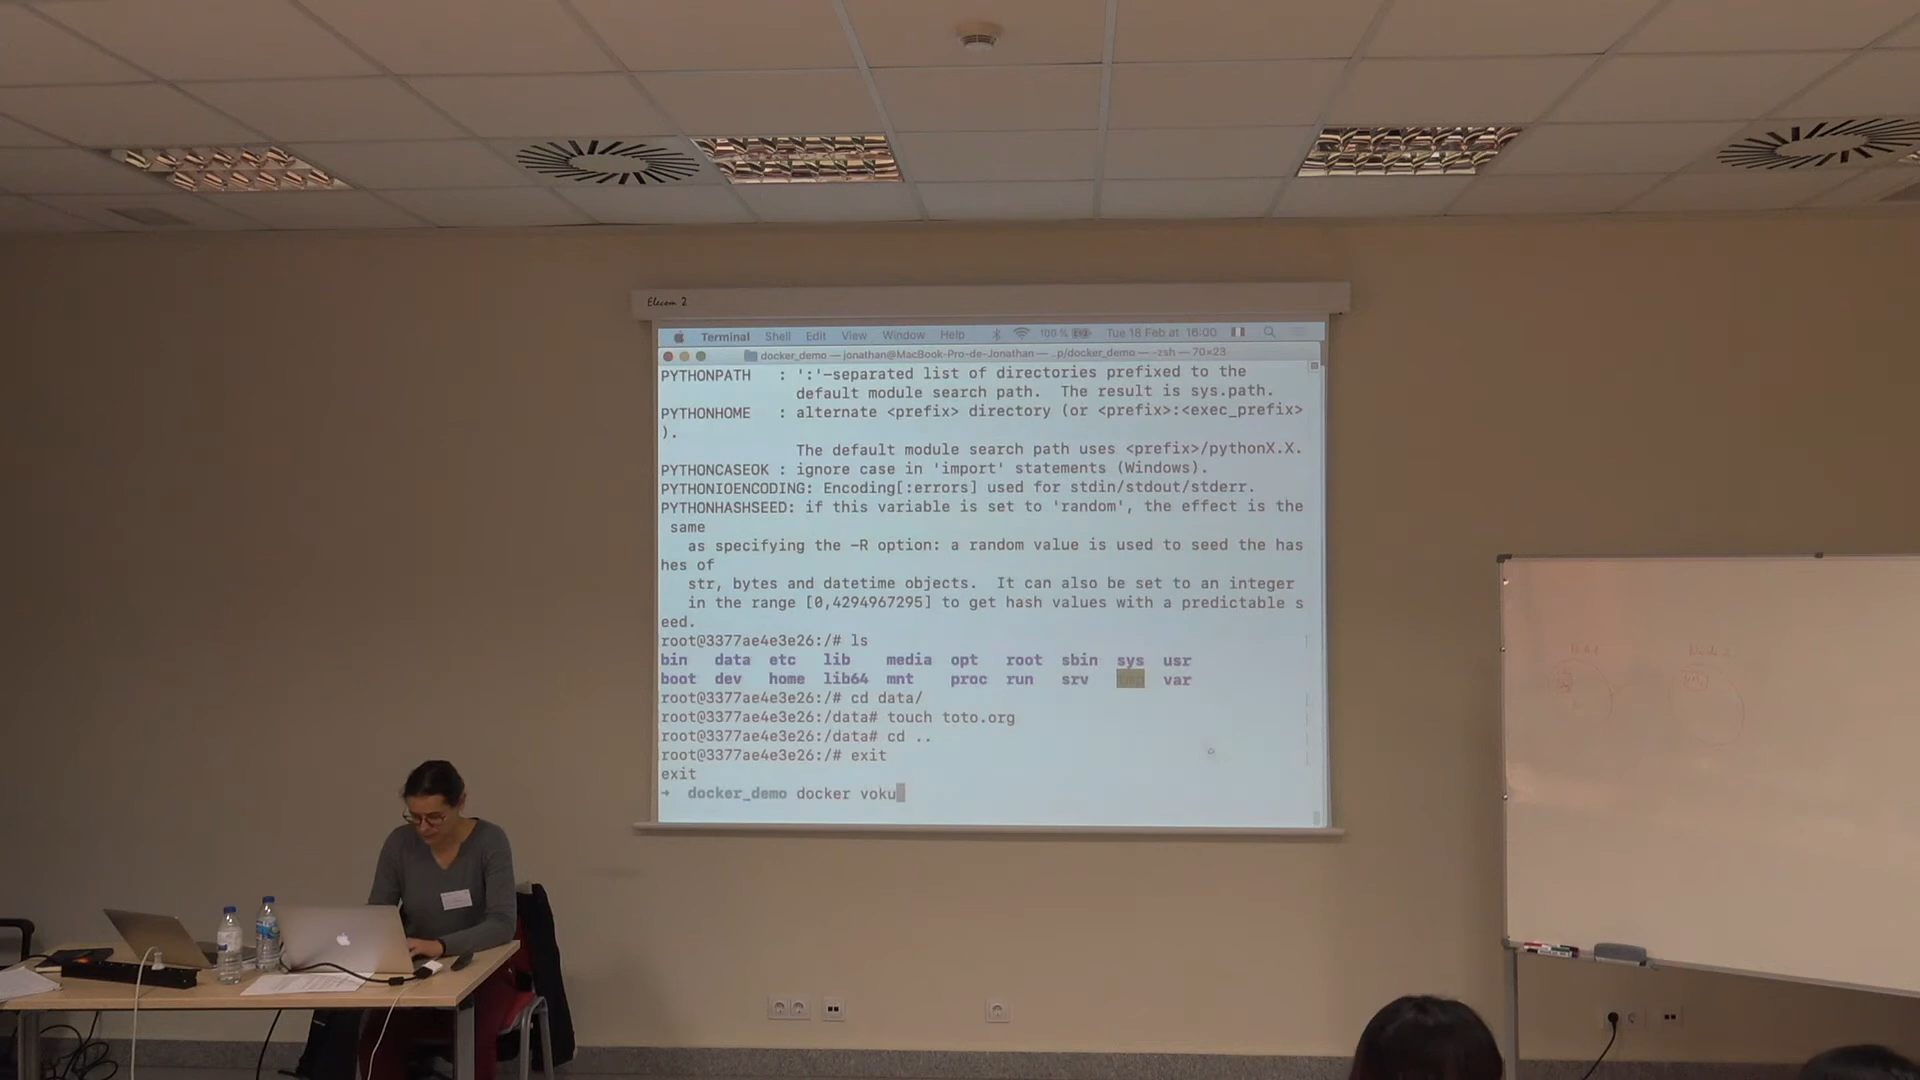 Elecom 2
Terminal Shell Edit View Window Help 100 % Tue 18 Feb at 16:00
docker_demo — jonathan@MacBook-Pro-de-Jonathan — ..p/docker_demo — -zsh — 70×23
PYTHONPATH : ':'-separated list of directories prefixed to the
default module search path. The result is sys.path.
PYTHONHOME : alternate <prefix> directory (or <prefix>:<exec_prefix>
).
The default module search path uses <prefix>/pythonX.X.
PYTHONCASEOK : ignore case in 'import' statements (Windows).
PYTHONIOENCODING: Encoding[:errors] used for stdin/stdout/stderr.
PYTHONHASHSEED: if this variable is set to 'random', the effect is the
same
as specifying the -R option: a random value is used to seed the has
hes of
str, bytes and datetime objects. It can also be set to an integer
in the range [0,4294967295] to get hash values with a predictable s
eed.
root@3377ae4e3e26:/# ls
bin data etc lib media opt root sbin sys usr
boot dev home lib64 mnt proc run srv tmp var
root@3377ae4e3e26:/# cd data/
root@3377ae4e3e26:/data# touch toto.org
root@3377ae4e3e26:/data# cd ..
root@3377ae4e3e26:/# exit
exit
→ docker_demo docker voku